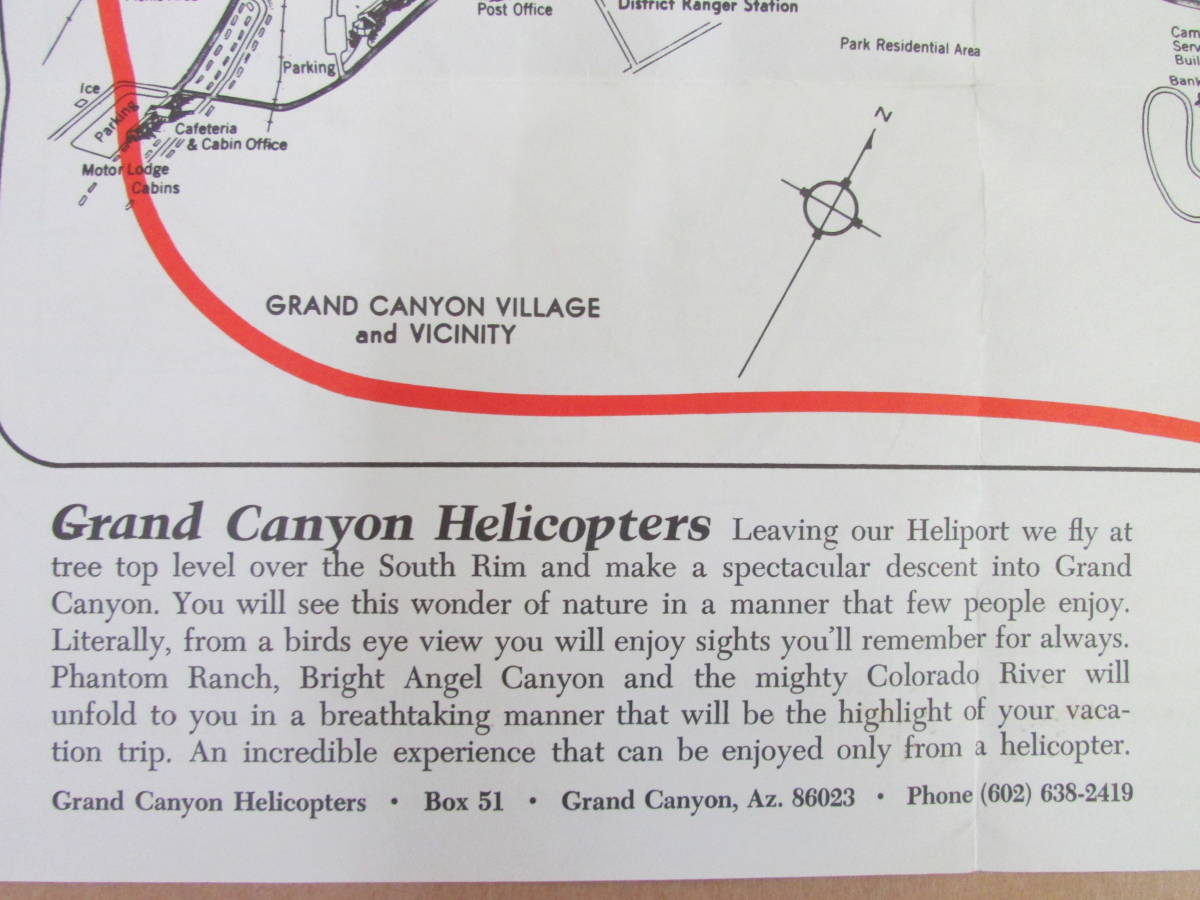 Post Office
District Ranger Station
Park Residential Area
Parking
Ice
Parking
Cafeteria
& Cabin Office
Motor Lodge
Cabins
Bank
N
GRAND CANYON VILLAGE
and VICINITY
Grand Canyon Helicopters Leaving our Heliport we fly at
tree top level over the South Rim and make a spectacular descent into Grand
Canyon. You will see this wonder of nature in a manner that few people enjoy.
Literally, from a birds eye view you will enjoy sights you'll remember for always.
Phantom Ranch, Bright Angel Canyon and the mighty Colorado River will
unfold to you in a breathtaking manner that will be the highlight of your vaca-
tion trip. An incredible experience that can be enjoyed only from a helicopter.
Grand Canyon Helicopters • Box 51 • Grand Canyon, Az. 86023 • Phone (602) 638-2419